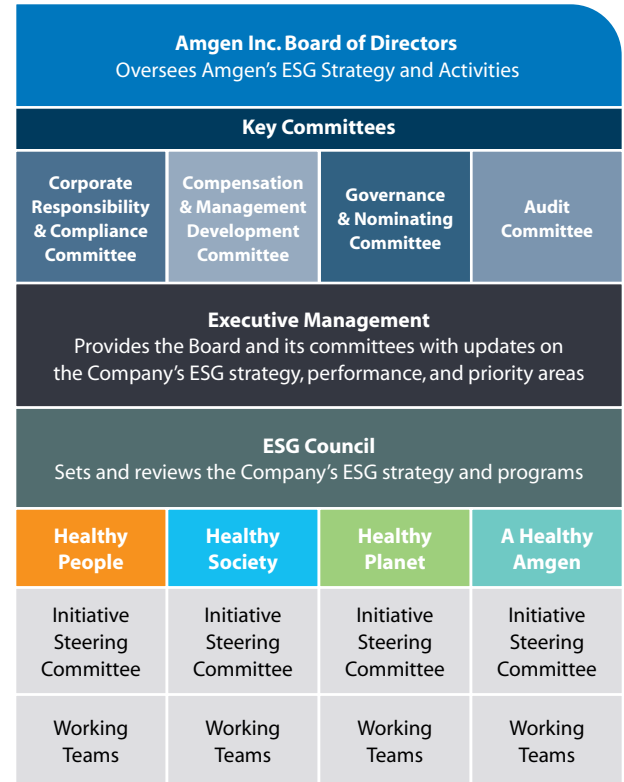 Amgen Inc. Board of Directors
Oversees Amgen's ESG Strategy and Activities
Key Committees
Corporate
Responsibility
& Compliance
Committee
Compensation
& Management
Development
Committee
Governance
& Nominating
Committee
Audit
Committee
Executive Management
Provides the Board and its committees with updates on
the Company's ESG strategy, performance, and priority areas
ESG Council
Sets and reviews the Company's ESG strategy and programs
Healthy
People
Healthy
Society
Healthy
Planet
A Healthy
Amgen
Initiative
Steering
Committee
Initiative
Steering
Committee
Initiative
Steering
Committee
Initiative
Steering
Committee
Working
Teams
Working
Teams
Working
Teams
Working
Teams